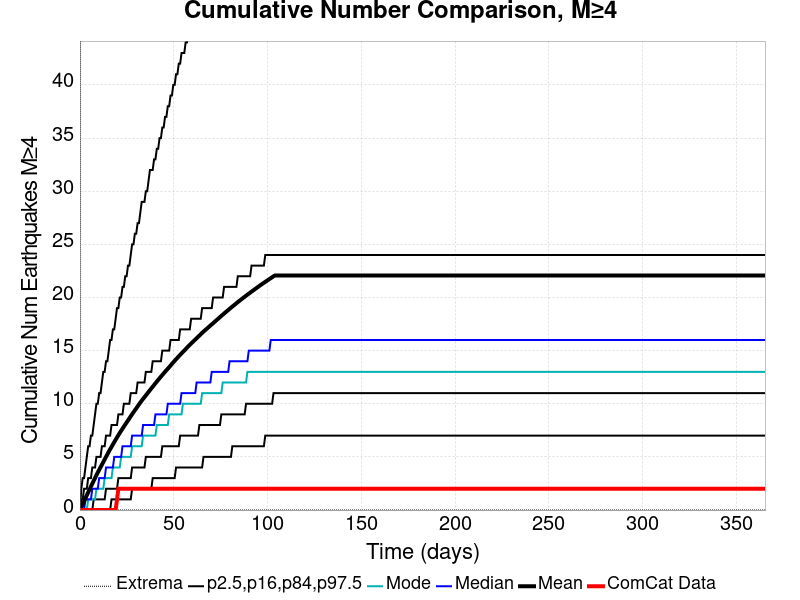 Cumulative Number Comparison, M≥4
Cumulative Num Earthquakes M≥4
40
35
30
25
20
15
10
5
0
0 50 100 150 200 250 300 350
Time (days)
Extrema p2.5,p16,p84,p97.5 Mode Median Mean ComCat Data